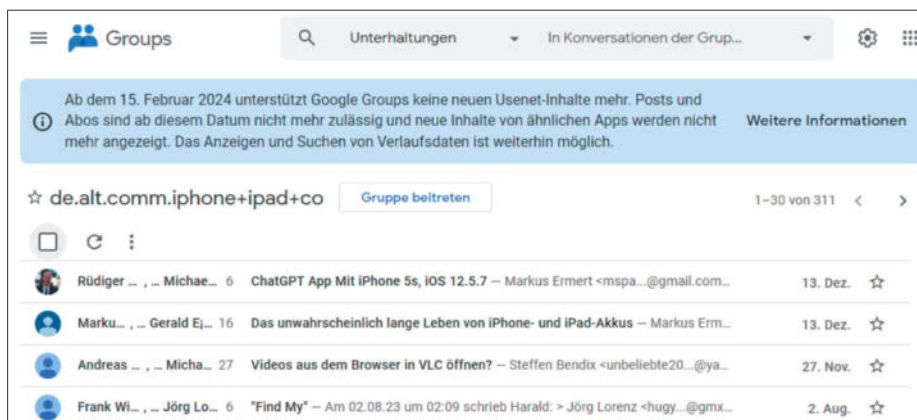 Groups Unterhaltungen In Konversationen der Grup...
Ab dem 15. Februar 2024 unterstützt Google Groups keine neuen Usenet-Inhalte mehr. Posts und
Abos sind ab diesem Datum nicht mehr zulässig und neue Inhalte von ähnlichen Apps werden nicht
mehr angezeigt. Das Anzeigen und Suchen von Verlaufsdaten ist weiterhin möglich.
Weitere Informationen
de.alt.comm.iphone+ipad+co Gruppe beitreten 1–30 von 311
Rüdiger ... , ... Michae... 6 ChatGPT App Mit iPhone 5s, iOS 12.5.7 — Markus Ermert <mspa...@gmail.com... 13. Dez.
Marku... , ... Gerald Ej... 16 Das unwahrscheinlich lange Leben von iPhone- und iPad-Akkus — Markus Erm... 13. Dez.
Andreas ... , ... Micha... 27 Videos aus dem Browser in VLC öffnen? — Steffen Bendix <unbeliebte20...@ya... 27. Nov.
Frank Wi... , ... Jörg Lo... 6 "Find My" — Am 02.08.23 um 02:09 schrieb Harald: > Jörg Lorenz <hugy...@gmx... 2. Aug.